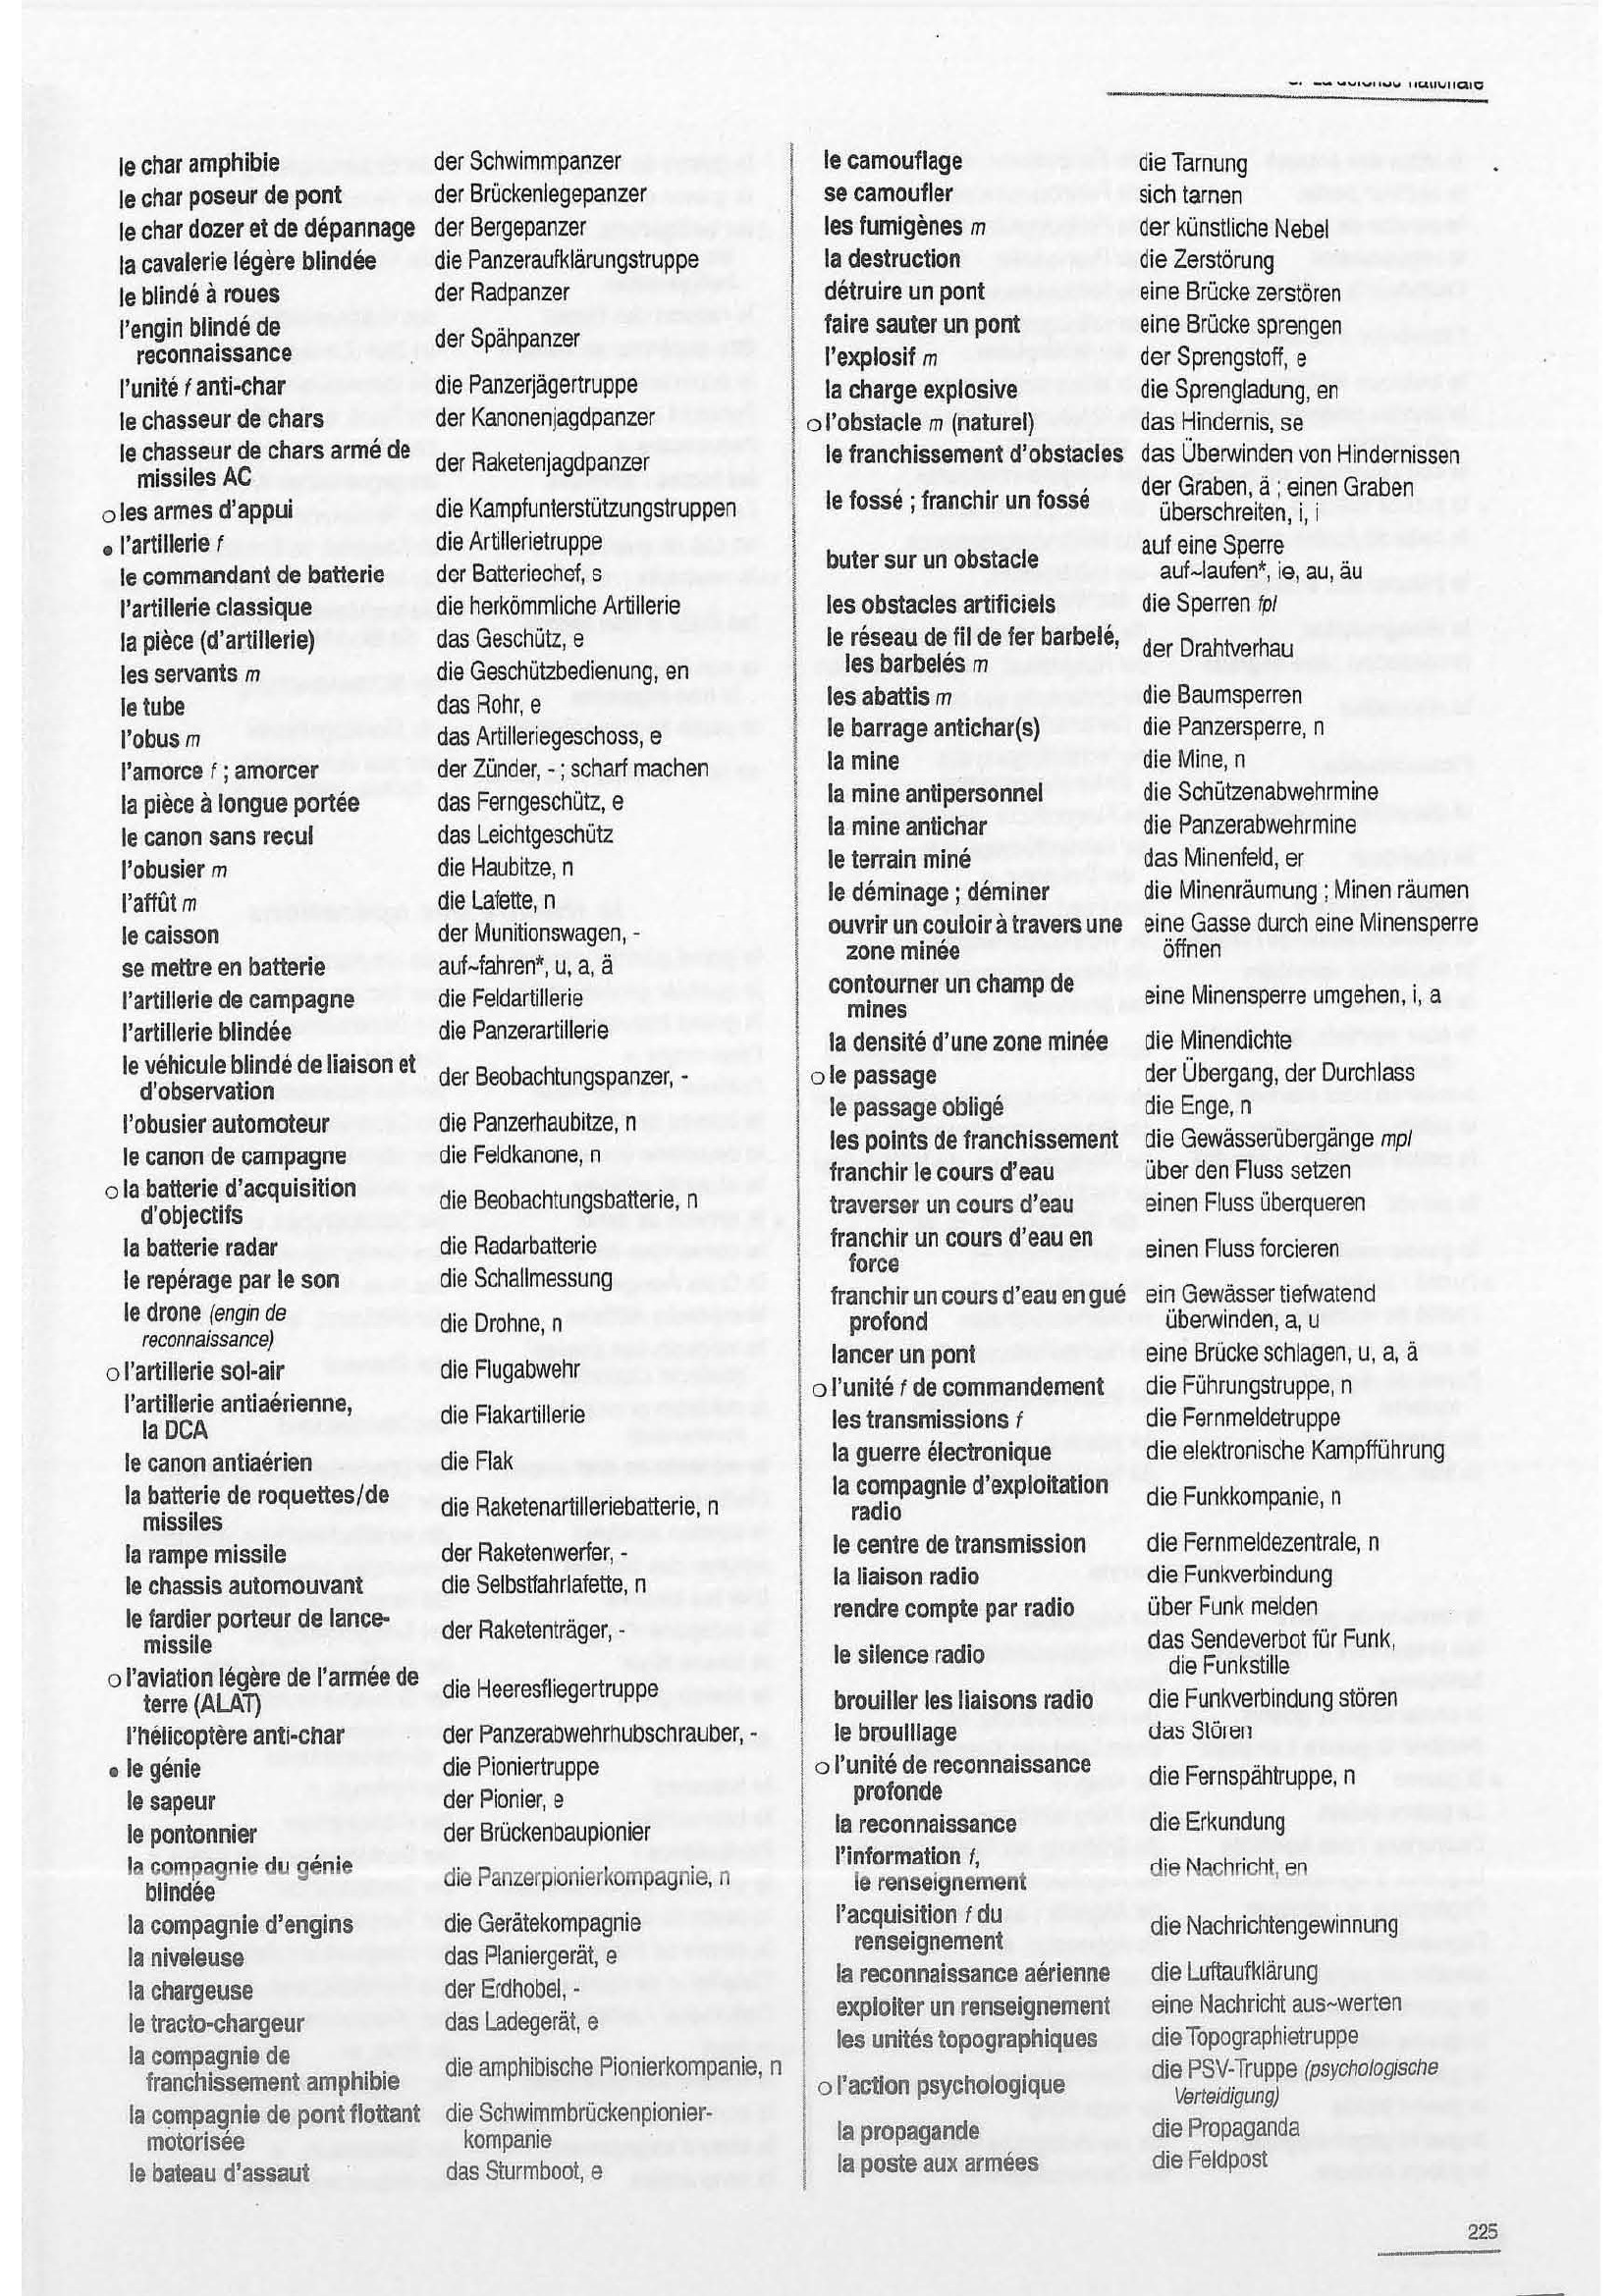 La défense nationale
le char amphibie der Schwimmpanzer
le char poseur de pont der Brückenlegepanzer
le char dozer et de dépannage der Bergepanzer
la cavalerie légère blindée die Panzeraufklärungstruppe
le blindé à roues der Radpanzer
l'engin blindé de
reconnaissance der Spähpanzer
l'unité f anti-char die Panzerjägertruppe
le chasseur de chars der Kanonenjagdpanzer
le chasseur de chars armé de
missiles AC der Raketenjagdpanzer
o les armes d'appui die Kampfunterstützungstruppen
• l'artillerie f die Artillerietruppe
le commandant de batterie der Batteriechef, s
l'artillerie classique die herkömmliche Artillerie
la pièce (d'artillerie) das Geschütz, e
les servants m die Geschützbedienung, en
le tube das Rohr, e
l'obus m das Artilleriegeschoss, e
l'amorce f ; amorcer der Zünder, - ; scharf machen
la pièce à longue portée das Ferngeschütz, e
le canon sans recul das Leichtgeschütz
l'obusier m die Haubitze, n
l'affût m die Lafette, n
le caisson der Munitionswagen, -
se mettre en batterie auf~fahren*, u, a, ä
l'artillerie de campagne die Feldartillerie
l'artillerie blindée die Panzerartillerie
le véhicule blindé de liaison et
d'observation der Beobachtungspanzer, -
l'obusier automoteur die Panzerhaubitze, n
le canon de campagne die Feldkanone, n
o la batterie d'acquisition
d'objectifs die Beobachtungsbatterie, n
la batterie radar die Radarbatterie
le repérage par le son die Schallmessung
le drone (engin de
reconnaissance) die Drohne, n
o l'artillerie sol-air die Flugabwehr
l'artillerie antiaérienne,
la DCA die Flakartillerie
le canon antiaérien die Flak
la batterie de roquettes/de
missiles die Raketenartilleriebatterie, n
la rampe missile der Raketenwerfer, -
le chassis automouvant die Selbstfahrlafette, n
le fardier porteur de lance-
missile der Raketenträger, -
o l'aviation légère de l'armée de
terre (ALAT) die Heeresfliegertruppe
l'hélicoptère anti-char der Panzerabwehrhubschrauber, -
• le génie die Pioniertruppe
le sapeur der Pionier, e
le pontonnier der Brückenbaupionier
la compagnie du génie
blindée die Panzerpionierkompagnie, n
la compagnie d'engins die Gerätekompagnie
la niveleuse das Planiergerät, e
la chargeuse der Erdhobel, -
le tracto-chargeur das Ladegerät, e
la compagnie de
franchissement amphibie die amphibische Pionierkompanie, n
la compagnie de pont flottant die Schwimmbrückenpionier-
motorisée kompanie
le bateau d'assaut das Sturmboot, e
le camouflage die Tarnung
se camoufler sich tarnen
les fumigènes m der künstliche Nebel
la destruction die Zerstörung
détruire un pont eine Brücke zerstören
faire sauter un pont eine Brücke sprengen
l'explosif m der Sprengstoff, e
la charge explosive die Sprengladung, en
o l'obstacle m (naturel) das Hindernis, se
le franchissement d'obstacles das Überwinden von Hindernissen
le fossé ; franchir un fossé der Graben, ä ; einen Graben
überschreiten, i, i
buter sur un obstacle auf eine Sperre
auf~laufen*, ie, au, äu
les obstacles artificiels die Sperren fpl
le réseau de fil de fer barbelé,
les barbelés m der Drahtverhau
les abattis m die Baumsperren
le barrage antichar(s) die Panzersperre, n
la mine die Mine, n
la mine antipersonnel die Schützenabwehrmine
la mine antichar die Panzerabwehrmine
le terrain miné das Minenfeld, er
le déminage ; déminer die Minenräumung ; Minen räumen
ouvrir un couloir à travers une eine Gasse durch eine Minensperre
zone minée öffnen
contourner un champ de
mines eine Minensperre umgehen, i, a
la densité d'une zone minée die Minendichte
o le passage der Übergang, der Durchlass
le passage obligé die Enge, n
les points de franchissement die Gewässerübergänge mpl
franchir le cours d'eau über den Fluss setzen
traverser un cours d'eau einen Fluss überqueren
franchir un cours d'eau en
force einen Fluss forcieren
franchir un cours d'eau en gué ein Gewässer tiefwatend
profond überwinden, a, u
lancer un pont eine Brücke schlagen, u, a, ä
o l'unité f de commandement die Führungstruppe, n
les transmissions f die Fernmeldetruppe
la guerre électronique die elektronische Kampfführung
la compagnie d'exploitation
radio die Funkkompanie, n
le centre de transmission die Fernmeldezentrale, n
la liaison radio die Funkverbindung
rendre compte par radio über Funk melden
le silence radio das Sendeverbot für Funk,
die Funkstille
brouiller les liaisons radio die Funkverbindung stören
le brouillage das Stören
o l'unité de reconnaissance
profonde die Fernspähtruppe, n
la reconnaissance die Erkundung
l'information f,
le renseignement die Nachricht, en
l'acquisition f du
renseignement die Nachrichtengewinnung
la reconnaissance aérienne die Luftaufklärung
exploiter un renseignement eine Nachricht aus~werten
les unités topographiques die Topographietruppe
o l'action psychologique die PSV-Truppe (psychologische
Verteidigung)
la propagande die Propaganda
la poste aux armées die Feldpost
225